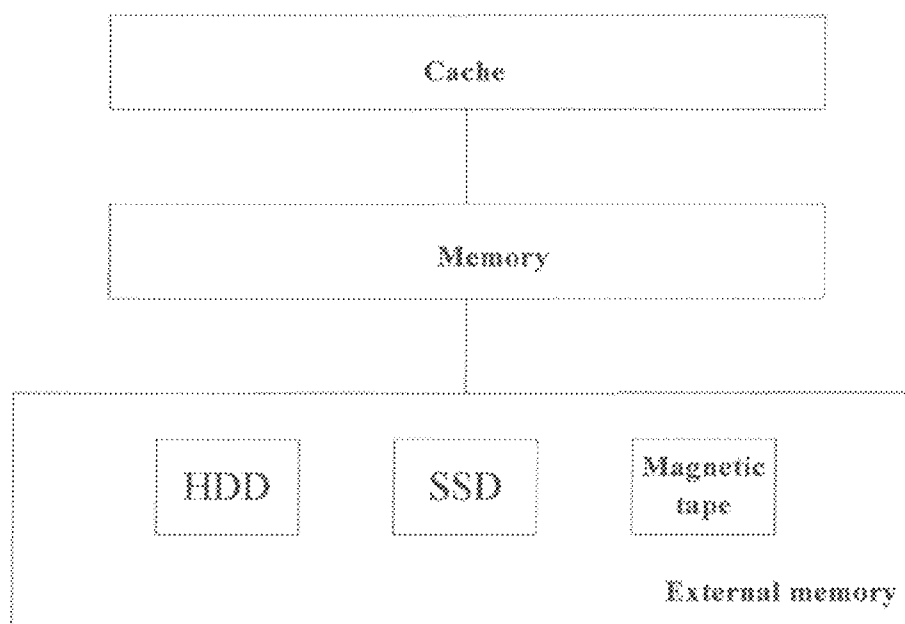 Cache
Memory
HDD
SSD
Magnetic
tape
External memory